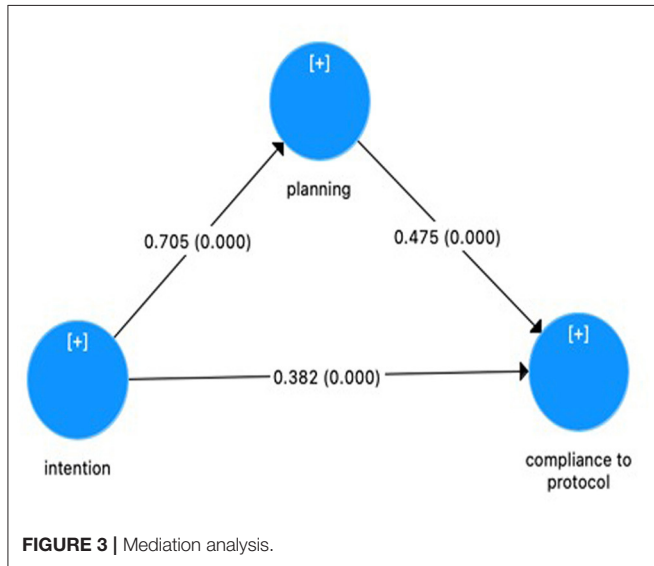 [+]
planning
0.705 (0.000)
0.475 (0.000)
[+]
[+]
0.382 (0.000)
intention
compliance to
protocol
FIGURE 3 | Mediation analysis.